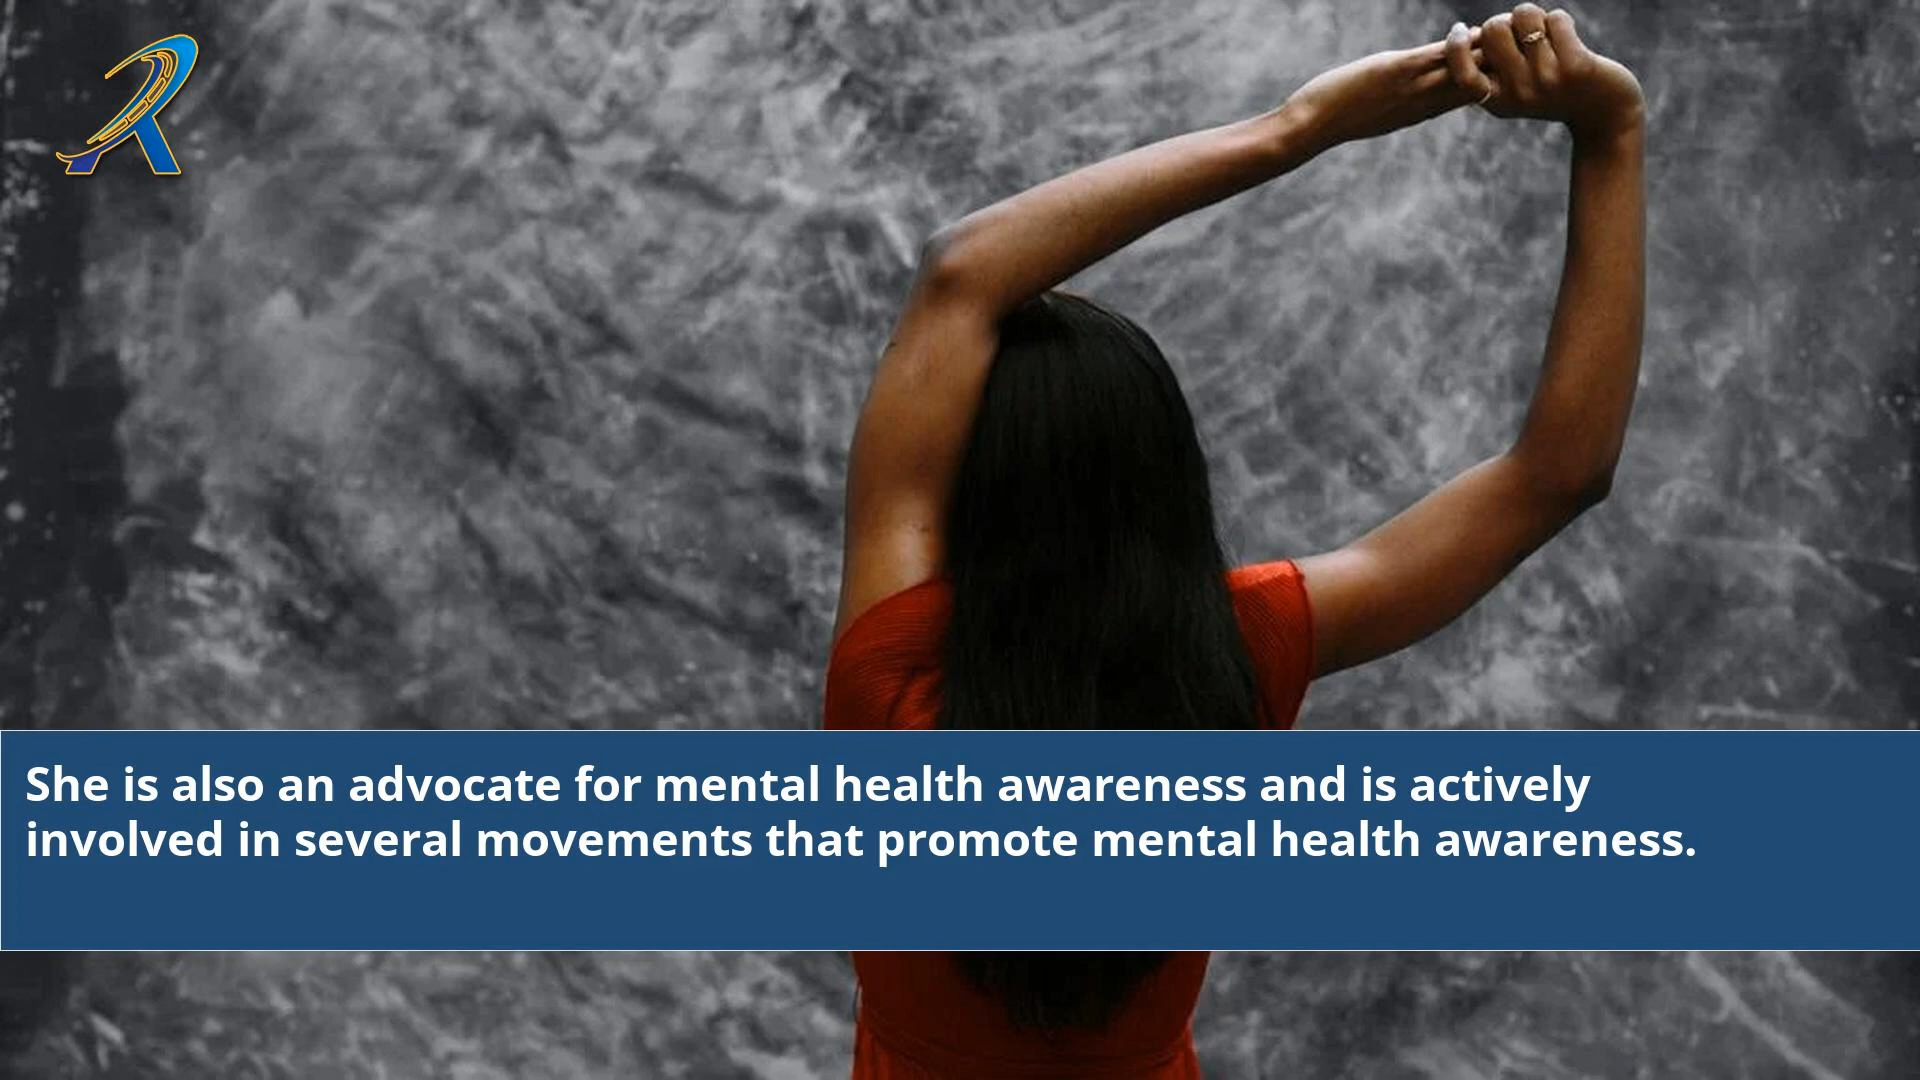 She is also an advocate for mental health awareness and is actively
involved in several movements that promote mental health awareness.